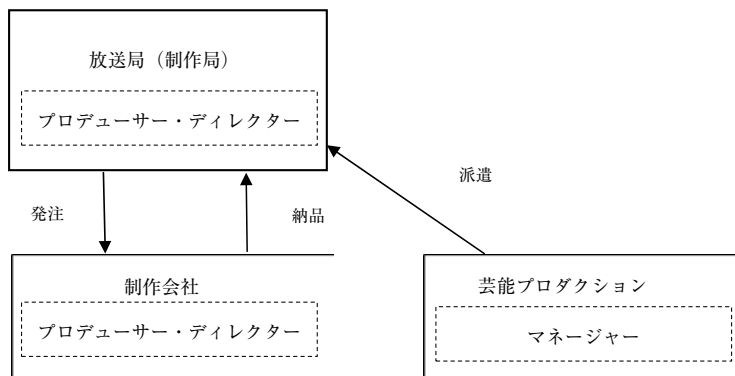 放送局（制作局）
プロデューサー・ディレクター
派遣
発注
納品
制作会社
プロデューサー・ディレクター
芸能プロダクション
マネージャー